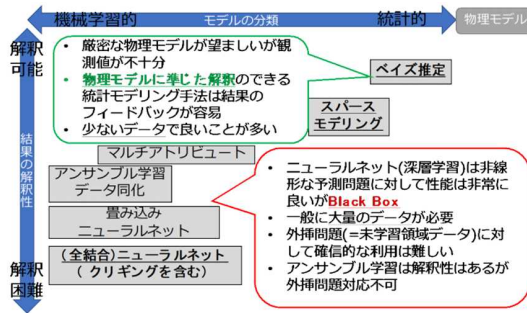 機械学習的
モデルの分類
統計的
物理モデル
解釈
可能
結果の解釈性
解釈
困難
• 厳密な物理モデルが望ましいが観
測値が不十分
• 物理モデルに準じた解釈のできる
統計モデリング手法は結果の
フィードバックが容易
• 少ないデータで良いことが多い
ベイズ推定
スパース
モデリング
マルチアトリビュート
アンサンブル学習
データ同化
畳み込み
ニューラルネット
(全結合)ニューラルネット
( クリギングを含む)
• ニューラルネット(深層学習)は非線
形な予測問題に対して性能は非常に
良いがBlack Box
• 一般に大量のデータが必要
• 外挿問題(=未学習領域データ)に対
して確信的な利用は難しい
• アンサンブル学習は解釈性はあるが
外挿問題対応不可